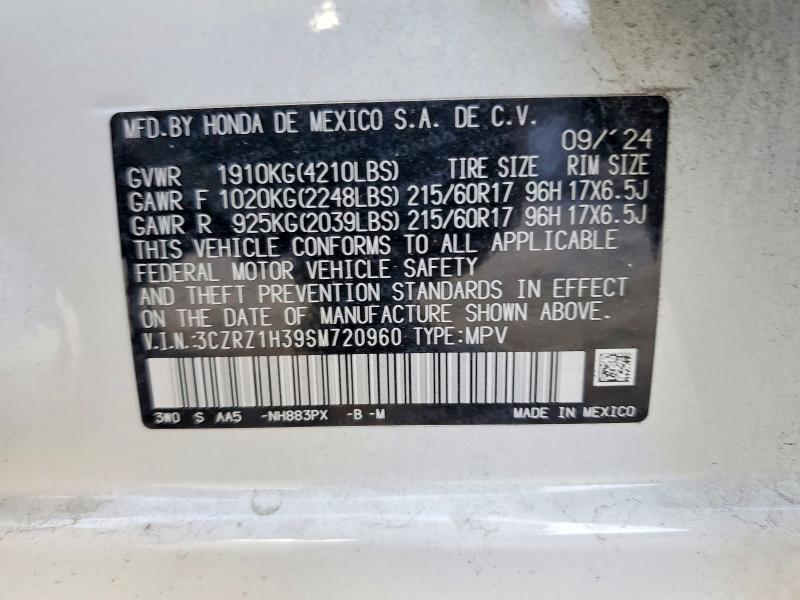 MFD.BY HONDA DE MEXICO S.A. DE C.V.
09/'24
GVWR 1910KG(4210LBS) TIRE SIZE RIM SIZE
GAWR F 1020KG(2248LBS) 215/60R17 96H 17X6.5J
GAWR R 925KG(2039LBS) 215/60R17 96H 17X6.5J
THIS VEHICLE CONFORMS TO ALL APPLICABLE
FEDERAL MOTOR VEHICLE SAFETY
AND THEFT PREVENTION STANDARDS IN EFFECT
ON THE DATE OF MANUFACTURE SHOWN ABOVE.
V.I.N.:3CZRZ1H39SM720960 TYPE:MPV
3W0 S AA5 -NH883PX -B -M MADE IN MEXICO